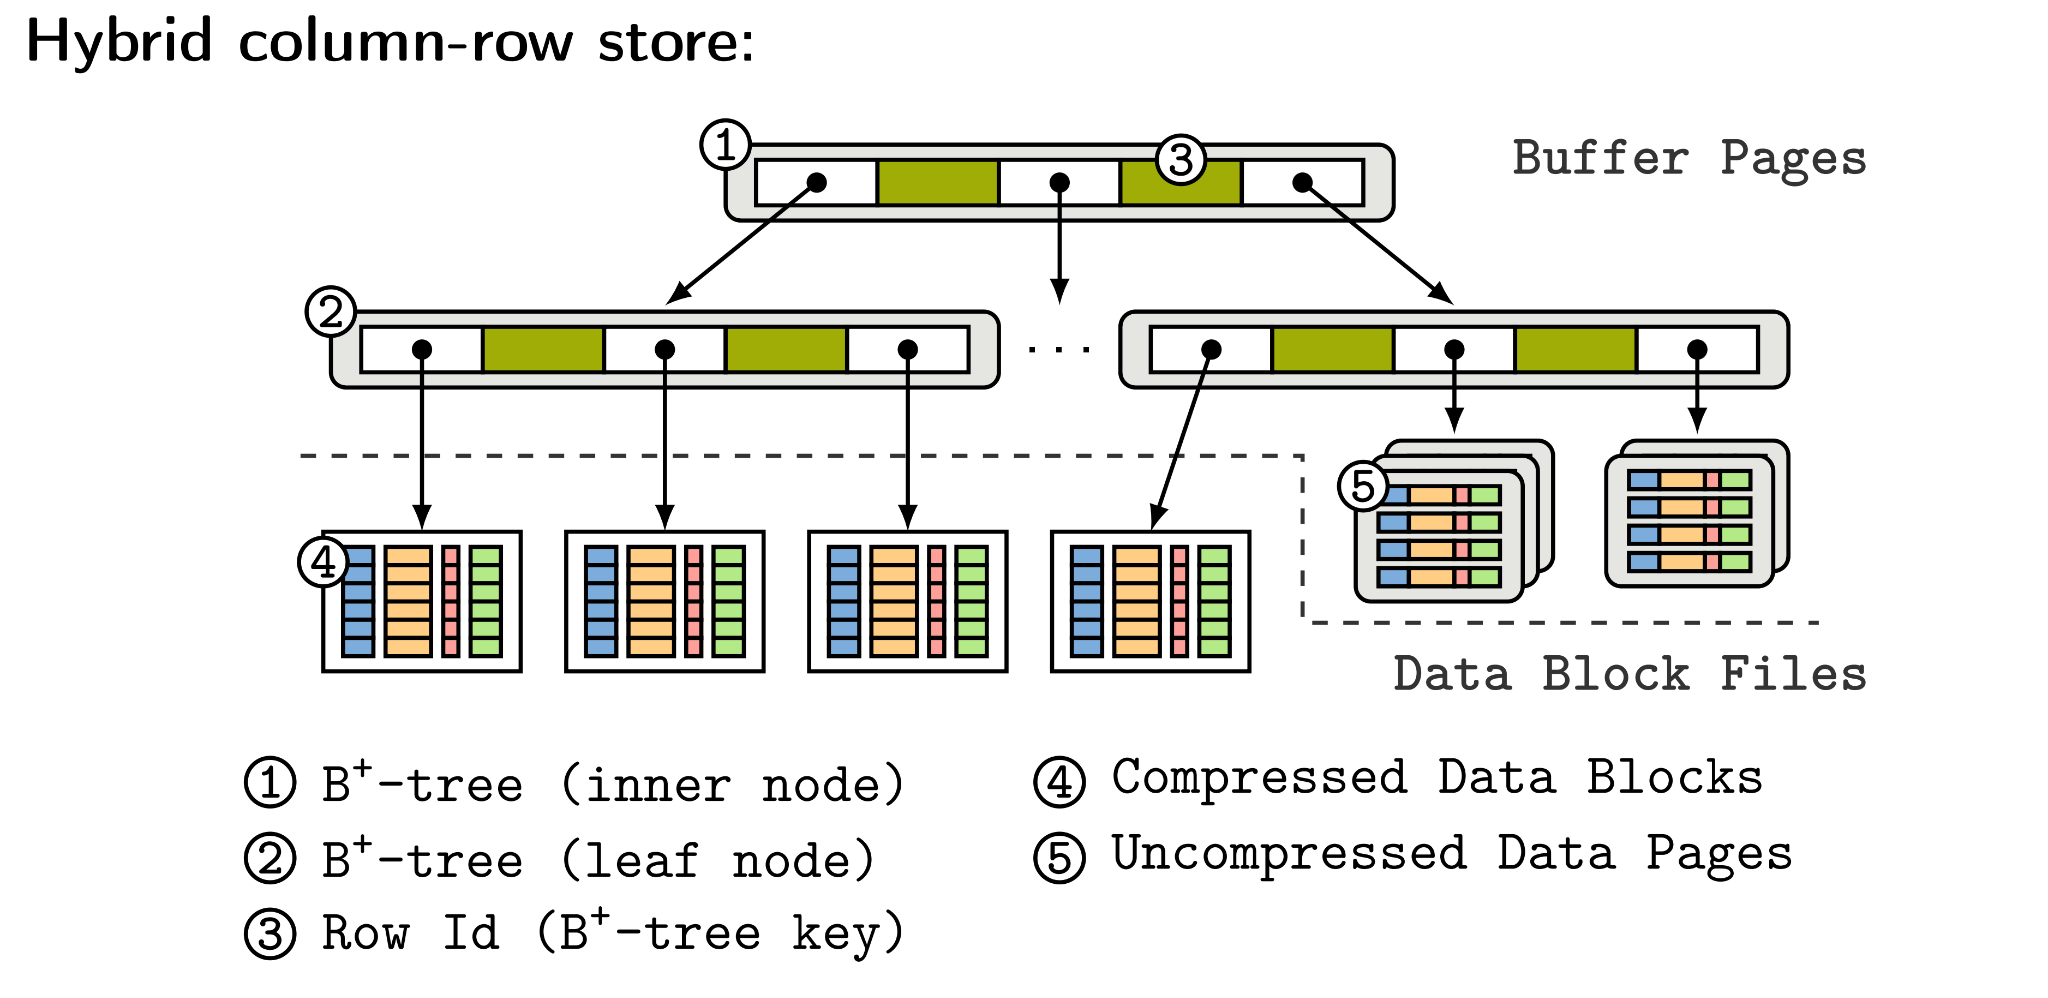 Hybrid column-row store:
①
③
Buffer Pages
②
···
⑤
④
Data Block Files
① B⁺-tree (inner node)
② B⁺-tree (leaf node)
③ Row Id (B⁺-tree key)
④ Compressed Data Blocks
⑤ Uncompressed Data Pages